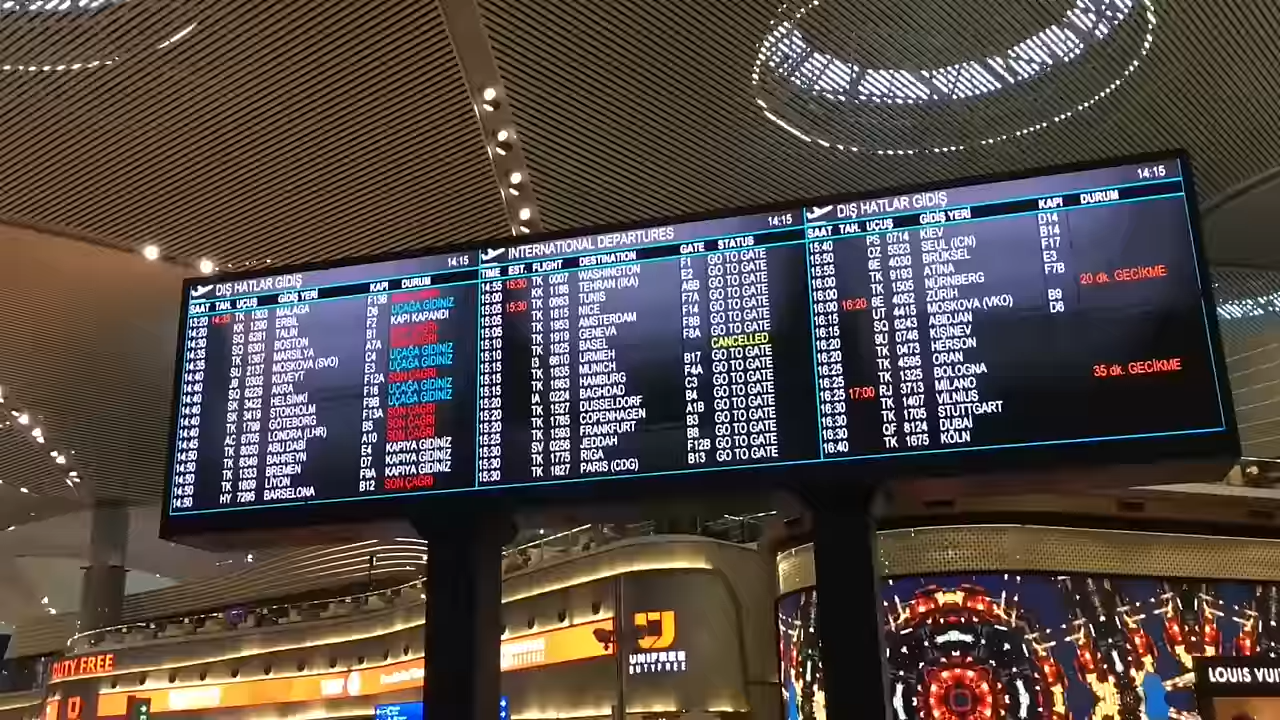 DIŞ HATLAR GİDİŞ 14:15
SAAT TAH. UÇUŞ GİDİŞ YERİ KAPI DURUM
13:20 14:35 TK 1303 MALAGA F13B
14:20 KK 1290 ERBİL D6 UÇAĞA GİDİNİZ
14:30 SQ 6281 TALİN F2 KAPI KAPANDI
14:35 SQ 6301 BOSTON B1 SON ÇAĞRI
14:35 TK 1367 MARSİLYA A7A SON ÇAĞRI
14:40 SU 2137 MOSKOVA (SVO) C4 UÇAĞA GİDİNİZ
14:40 J9 0302 KUVEYT E3 UÇAĞA GİDİNİZ
14:40 SQ 6229 AKRA F12A SON ÇAĞRI
14:40 SK 3422 HELSİNKİ UÇAĞA GİDİNİZ
14:40 SK 3419 STOKHOLM F9B UÇAĞA GİDİNİZ
14:40 TK 1799 GÖTEBORG F13A SON ÇAĞRI
14:45 AC 6705 LONDRA (LHR) B5 SON ÇAĞRI
14:50 TK 8050 ABUDABİ A10 SON ÇAĞRI
14:50 TK 8349 BAHREYN E4 KAPIYA GİDİNİZ
14:50 TK 1333 BREMEN D7 KAPIYA GİDİNİZ
14:50 TK 1809 LİYON F9A KAPIYA GİDİNİZ
14:50 HY 7295 BARSELONA B12 SON ÇAĞRI
INTERNATIONAL DEPARTURES 14:15
TIME EST. FLIGHT DESTINATION GATE STATUS
14:55 15:30 TK 0007 WASHINGTON F1 GO TO GATE
15:00 TK 1186 TEHRAN (IKA) E2 GO TO GATE
15:00 15:30 TK 0663 TUNIS A6B GO TO GATE
15:05 TK 1815 NICE F7A GO TO GATE
15:05 TK 1953 AMSTERDAM F14 GO TO GATE
15:05 TK 1919 GENEVA F8B GO TO GATE
15:10 TK 1925 BASEL F8A GO TO GATE
15:10 I3 6810 URMIEH CANCELLED
15:10 TK 1635 MUNICH B17 GO TO GATE
15:15 TK 1663 HAMBURG F4A GO TO GATE
15:15 IA 0224 BAGHDAD C3 GO TO GATE
15:20 TK 1527 DUSSELDORF B4 GO TO GATE
15:20 TK 1785 COPENHAGEN A1B GO TO GATE
15:20 TK 1593 FRANKFURT B3 GO TO GATE
15:25 SV 0256 JEDDAH B8 GO TO GATE
15:30 TK 1775 RIGA F12B GO TO GATE
15:30 TK 1827 PARIS (CDG) B13 GO TO GATE
DIŞ HATLAR GİDİŞ 14:15
SAAT TAH. UÇUŞ GİDİŞ YERİ KAPI DURUM
15:40 PS 0714 KİEV D14
15:50 OZ 5523 SEUL (ICN) B14
15:55 6E 4030 BRÜKSEL F17
16:00 TK 9193 ATİNA E3
16:00 16:20 TK 1505 NÜRNBERG F7B 20 dk. GECİKME
16:00 6E 4052 ZÜRİH
16:15 UT 4415 MOSKOVA (VKO) B9
16:15 SQ 6243 ABİDJAN D6
16:20 9U 0746 KİŞİNEV
16:20 TK 0473 HERSON
16:20 TK 4595 ORAN
16:25 17:00 TK 1325 BOLOGNA 35 dk. GECİKME
16:25 RJ 3713 MİLANO
16:30 TK 1407 VİLNİUS
16:30 TK 1705 STUTTGART
16:30 QF 8124 DUBAİ
16:40 TK 1675 KÖLN
DUTY FREE
UNIFREE
DUTYFREE
LOUIS VUI